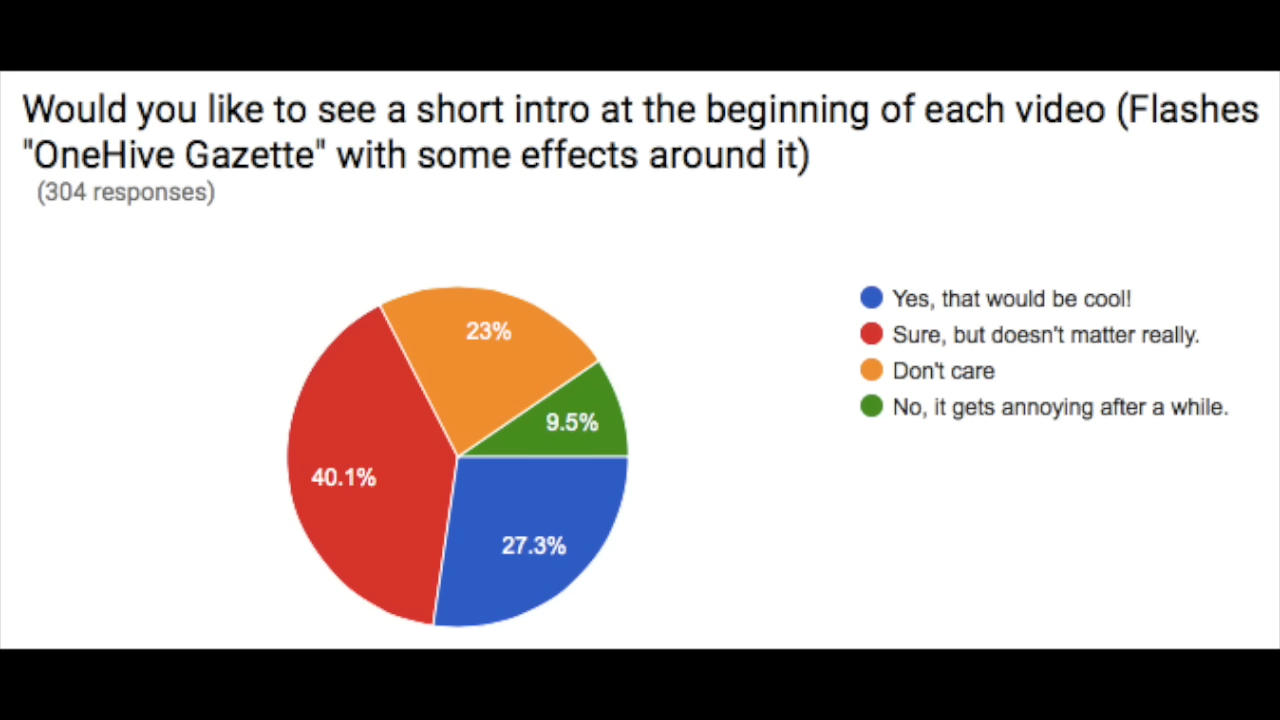 Would you like to see a short intro at the beginning of each video (Flashes
"OneHive Gazette" with some effects around it)
(304 responses)
23%
9.5%
40.1%
27.3%
Yes, that would be cool!
Sure, but doesn't matter really.
Don't care
No, it gets annoying after a while.